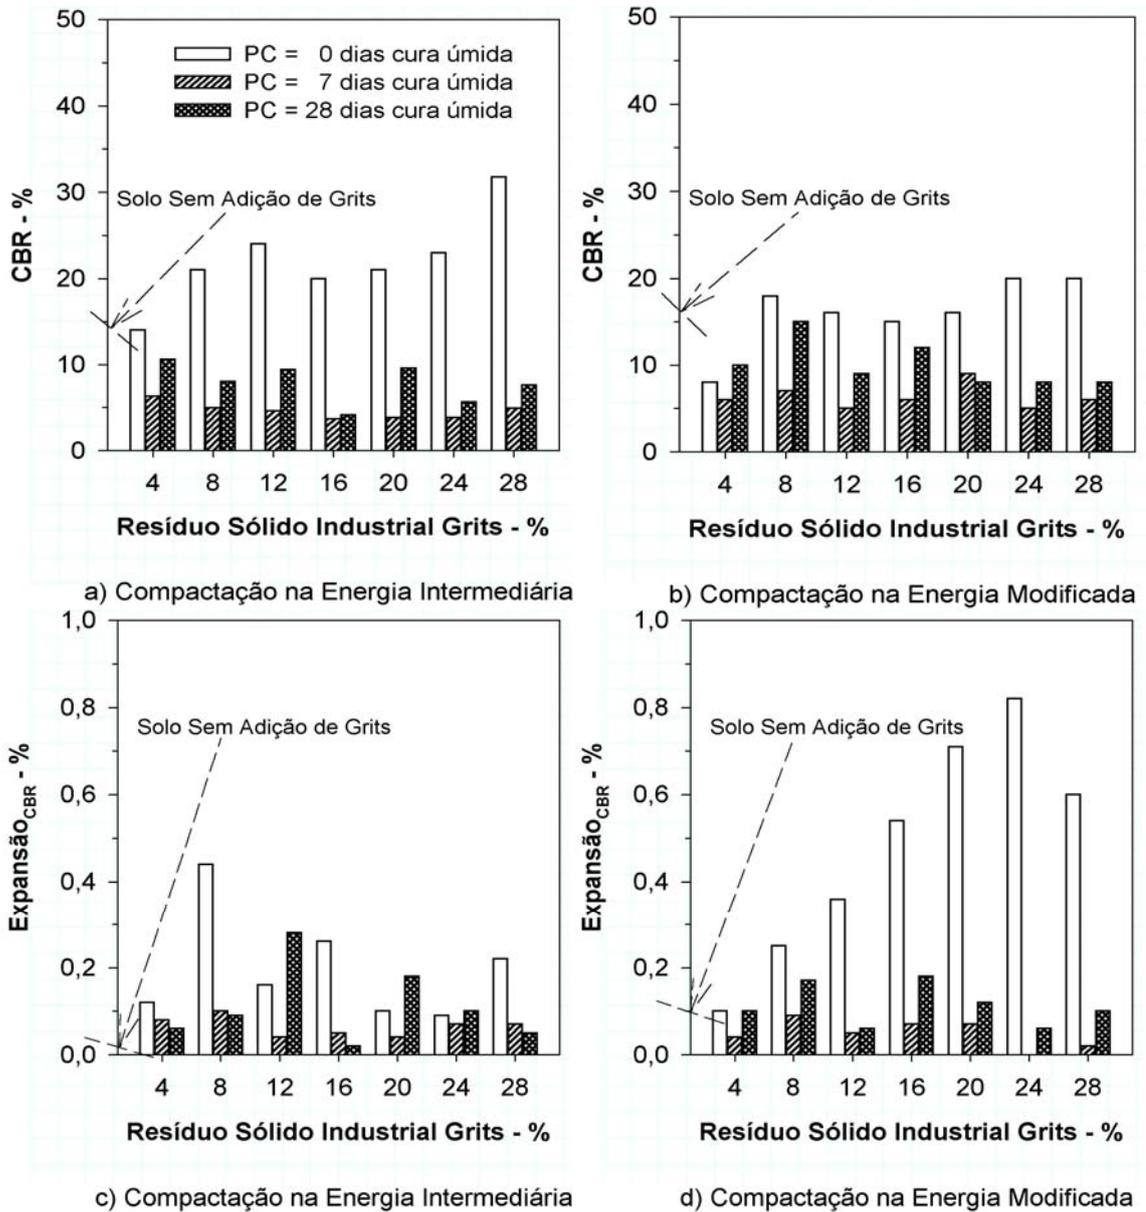 50
40
30
20
10
0
CBR - %
PC = 0 dias cura úmida
PC = 7 dias cura úmida
PC = 28 dias cura úmida
Solo Sem Adição de Grits
4 8 12 16 20 24 28
Resíduo Sólido Industrial Grits - %
a) Compactação na Energia Intermediária
50
40
30
20
10
0
CBR - %
Solo Sem Adição de Grits
4 8 12 16 20 24 28
Resíduo Sólido Industrial Grits - %
b) Compactação na Energia Modificada
1,0
0,8
0,6
0,4
0,2
0,0
Expansão CBR - %
Solo Sem Adição de Grits
4 8 12 16 20 24 28
Resíduo Sólido Industrial Grits - %
c) Compactação na Energia Intermediária
1,0
0,8
0,6
0,4
0,2
0,0
Expansão CBR - %
Solo Sem Adição de Grits
4 8 12 16 20 24 28
Resíduo Sólido Industrial Grits - %
d) Compactação na Energia Modificada